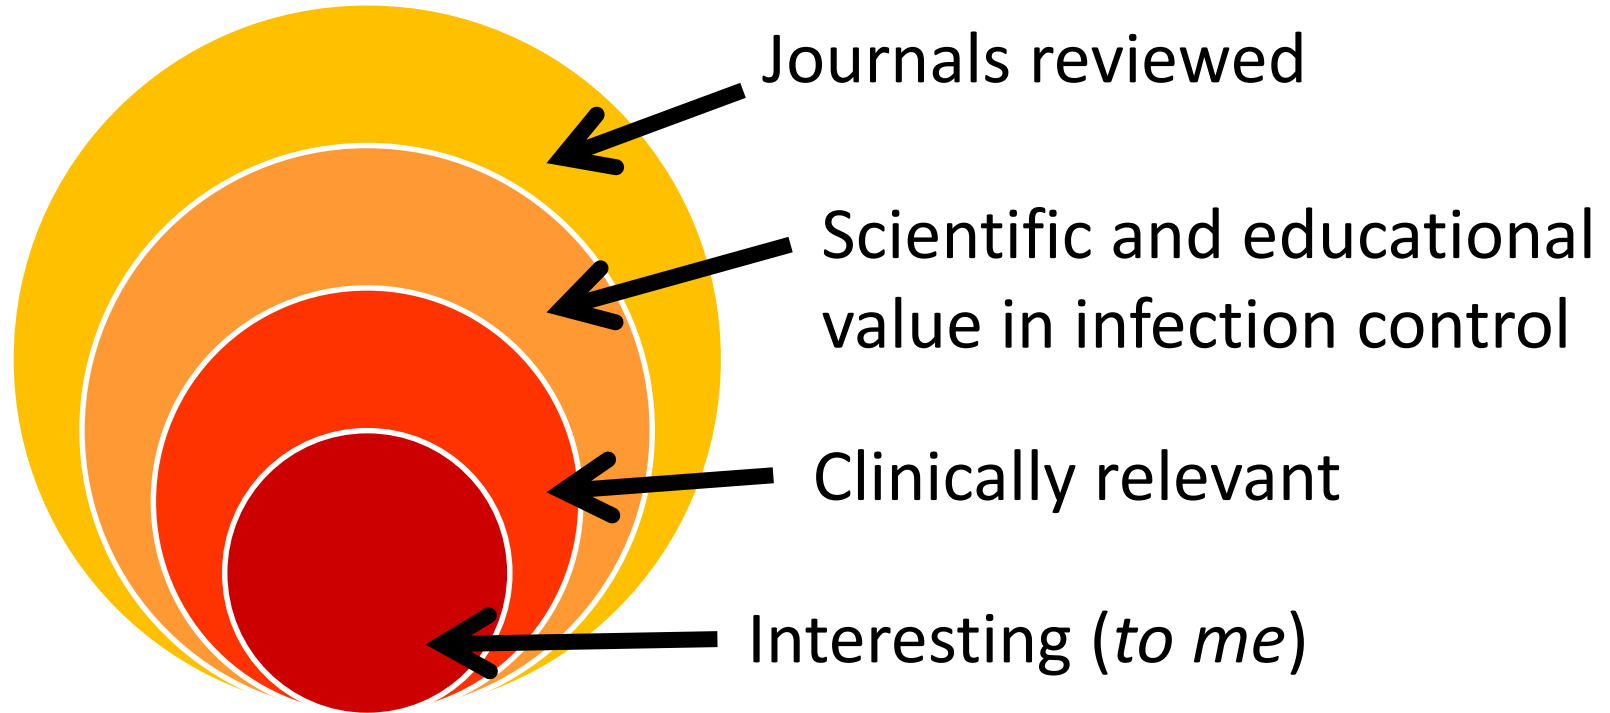 Journals reviewed
Scientific and educational
value in infection control
Clinically relevant
Interesting (to me)